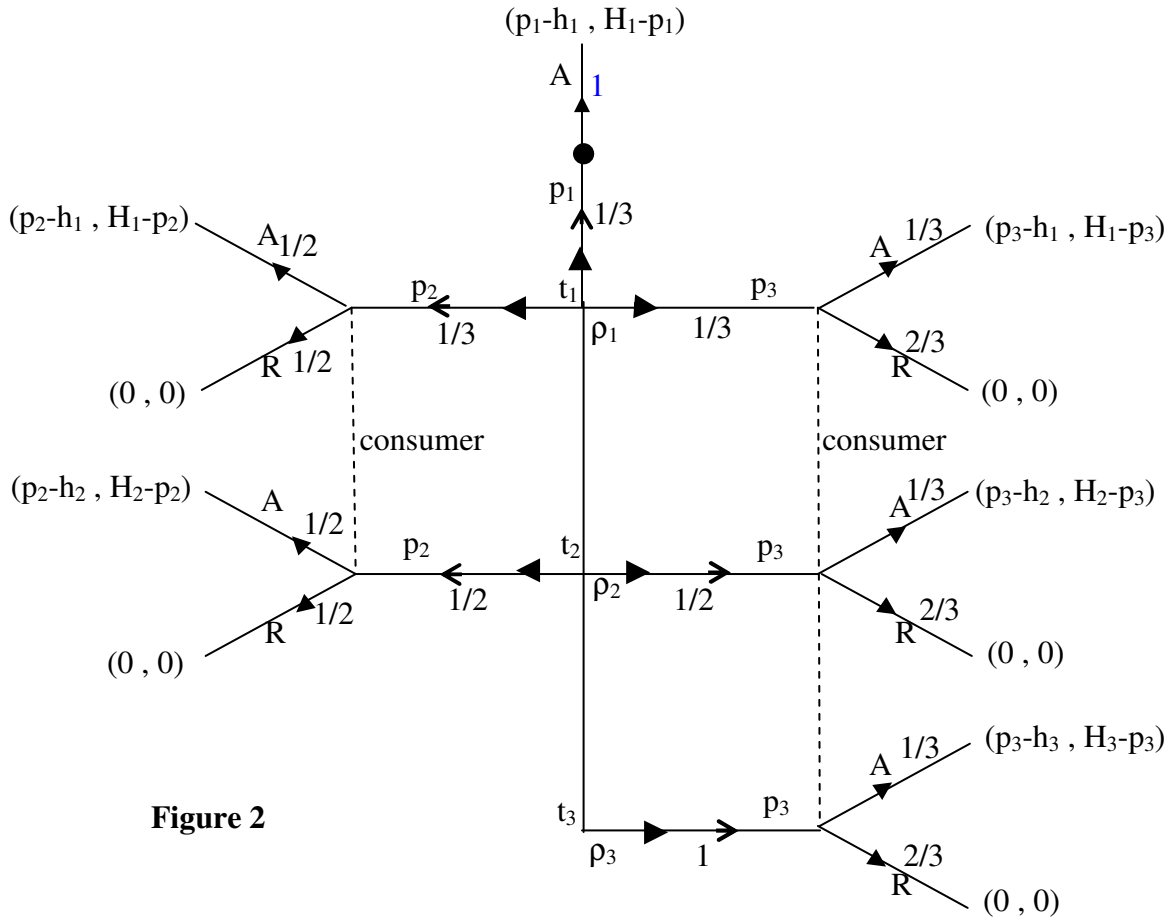 (p₁-h₁ , H₁-p₁)
A 1
p₁
1/3
(p₂-h₁ , H₁-p₂)
A 1/2
R 1/2
(0 , 0)
p₂
1/3
t₁
ρ₁
p₃
1/3
A 1/3
(p₃-h₁ , H₁-p₃)
R 2/3
(0 , 0)
consumer
consumer
(p₂-h₂ , H₂-p₂)
A
1/2
R 1/2
(0 , 0)
p₂
1/2
t₂
ρ₂
p₃
1/2
A 1/3
(p₃-h₂ , H₂-p₃)
R 2/3
(0 , 0)
Figure 2
t₃
ρ₃
p₃
1
A 1/3
(p₃-h₃ , H₃-p₃)
R 2/3
(0 , 0)